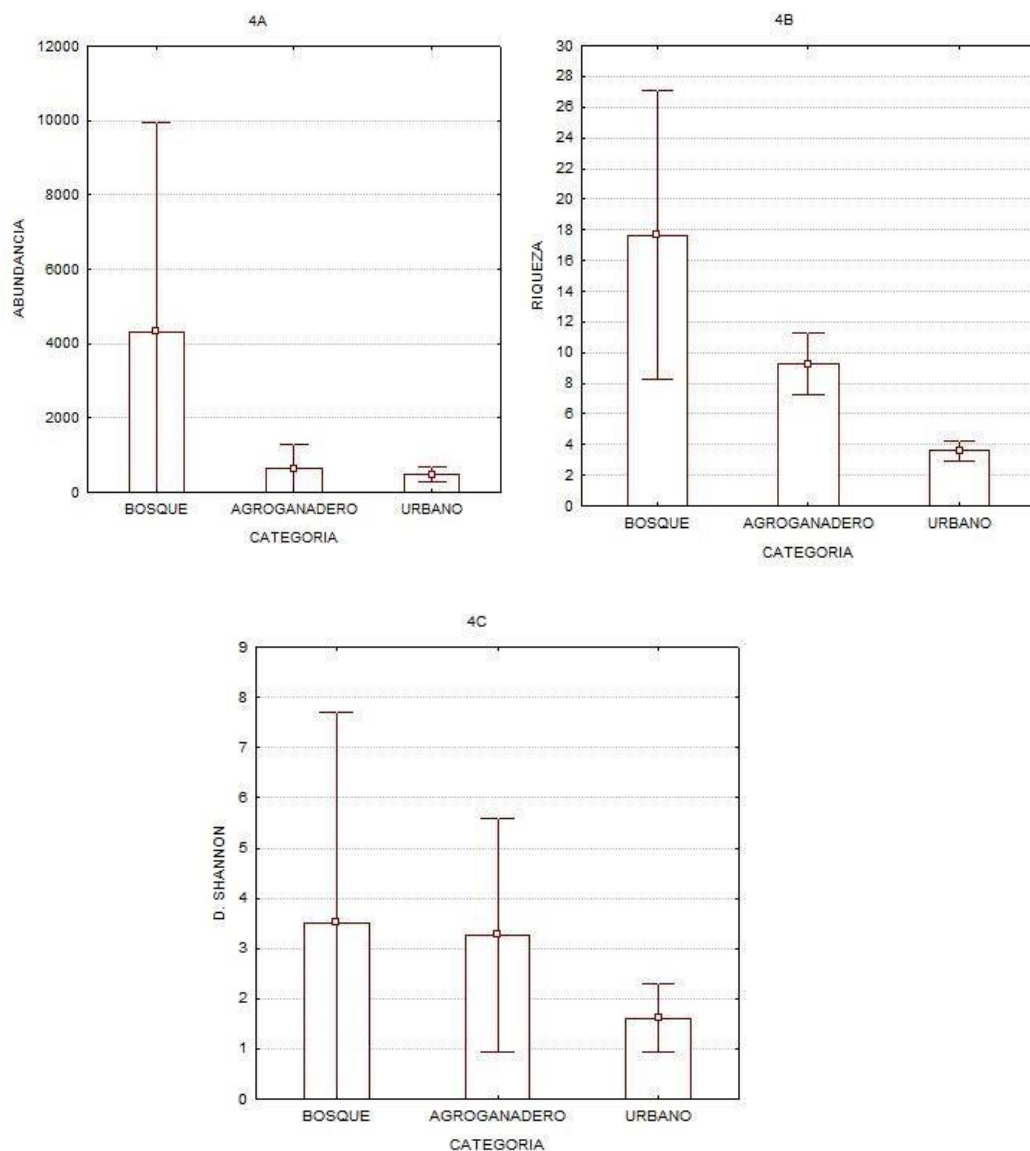 4A
12000
10000
8000
6000
4000
2000
0
ABUNDANCIA
BOSQUE AGROGANADERO URBANO
CATEGORIA
4B
30
28
26
24
22
20
18
16
14
12
10
8
6
4
2
0
RIQUEZA
BOSQUE AGROGANADERO URBANO
CATEGORIA
4C
9
8
7
6
5
4
3
2
1
0
D. SHANNON
BOSQUE AGROGANADERO URBANO
CATEGORIA